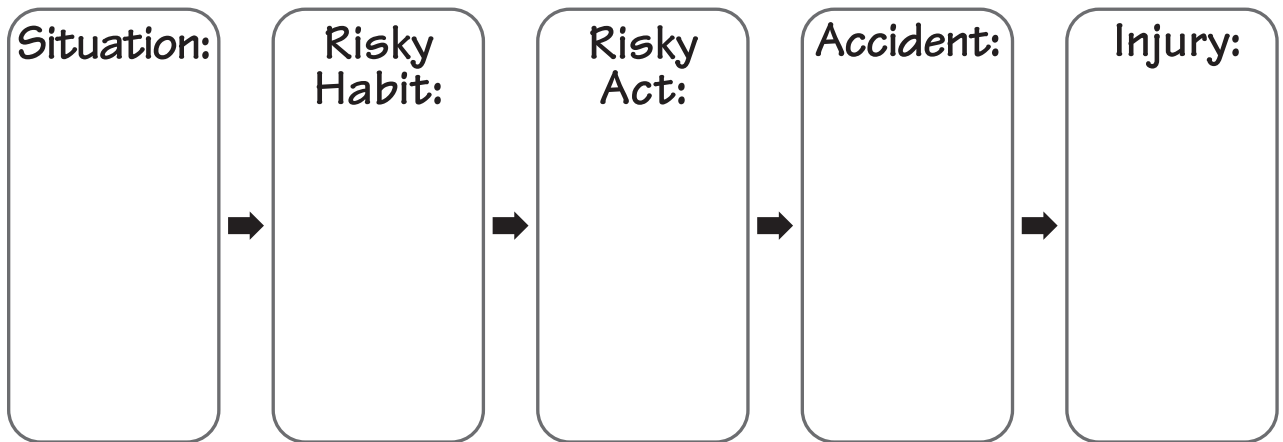 Situation:
Risky
Habit:
Risky
Act:
Accident:
Injury: